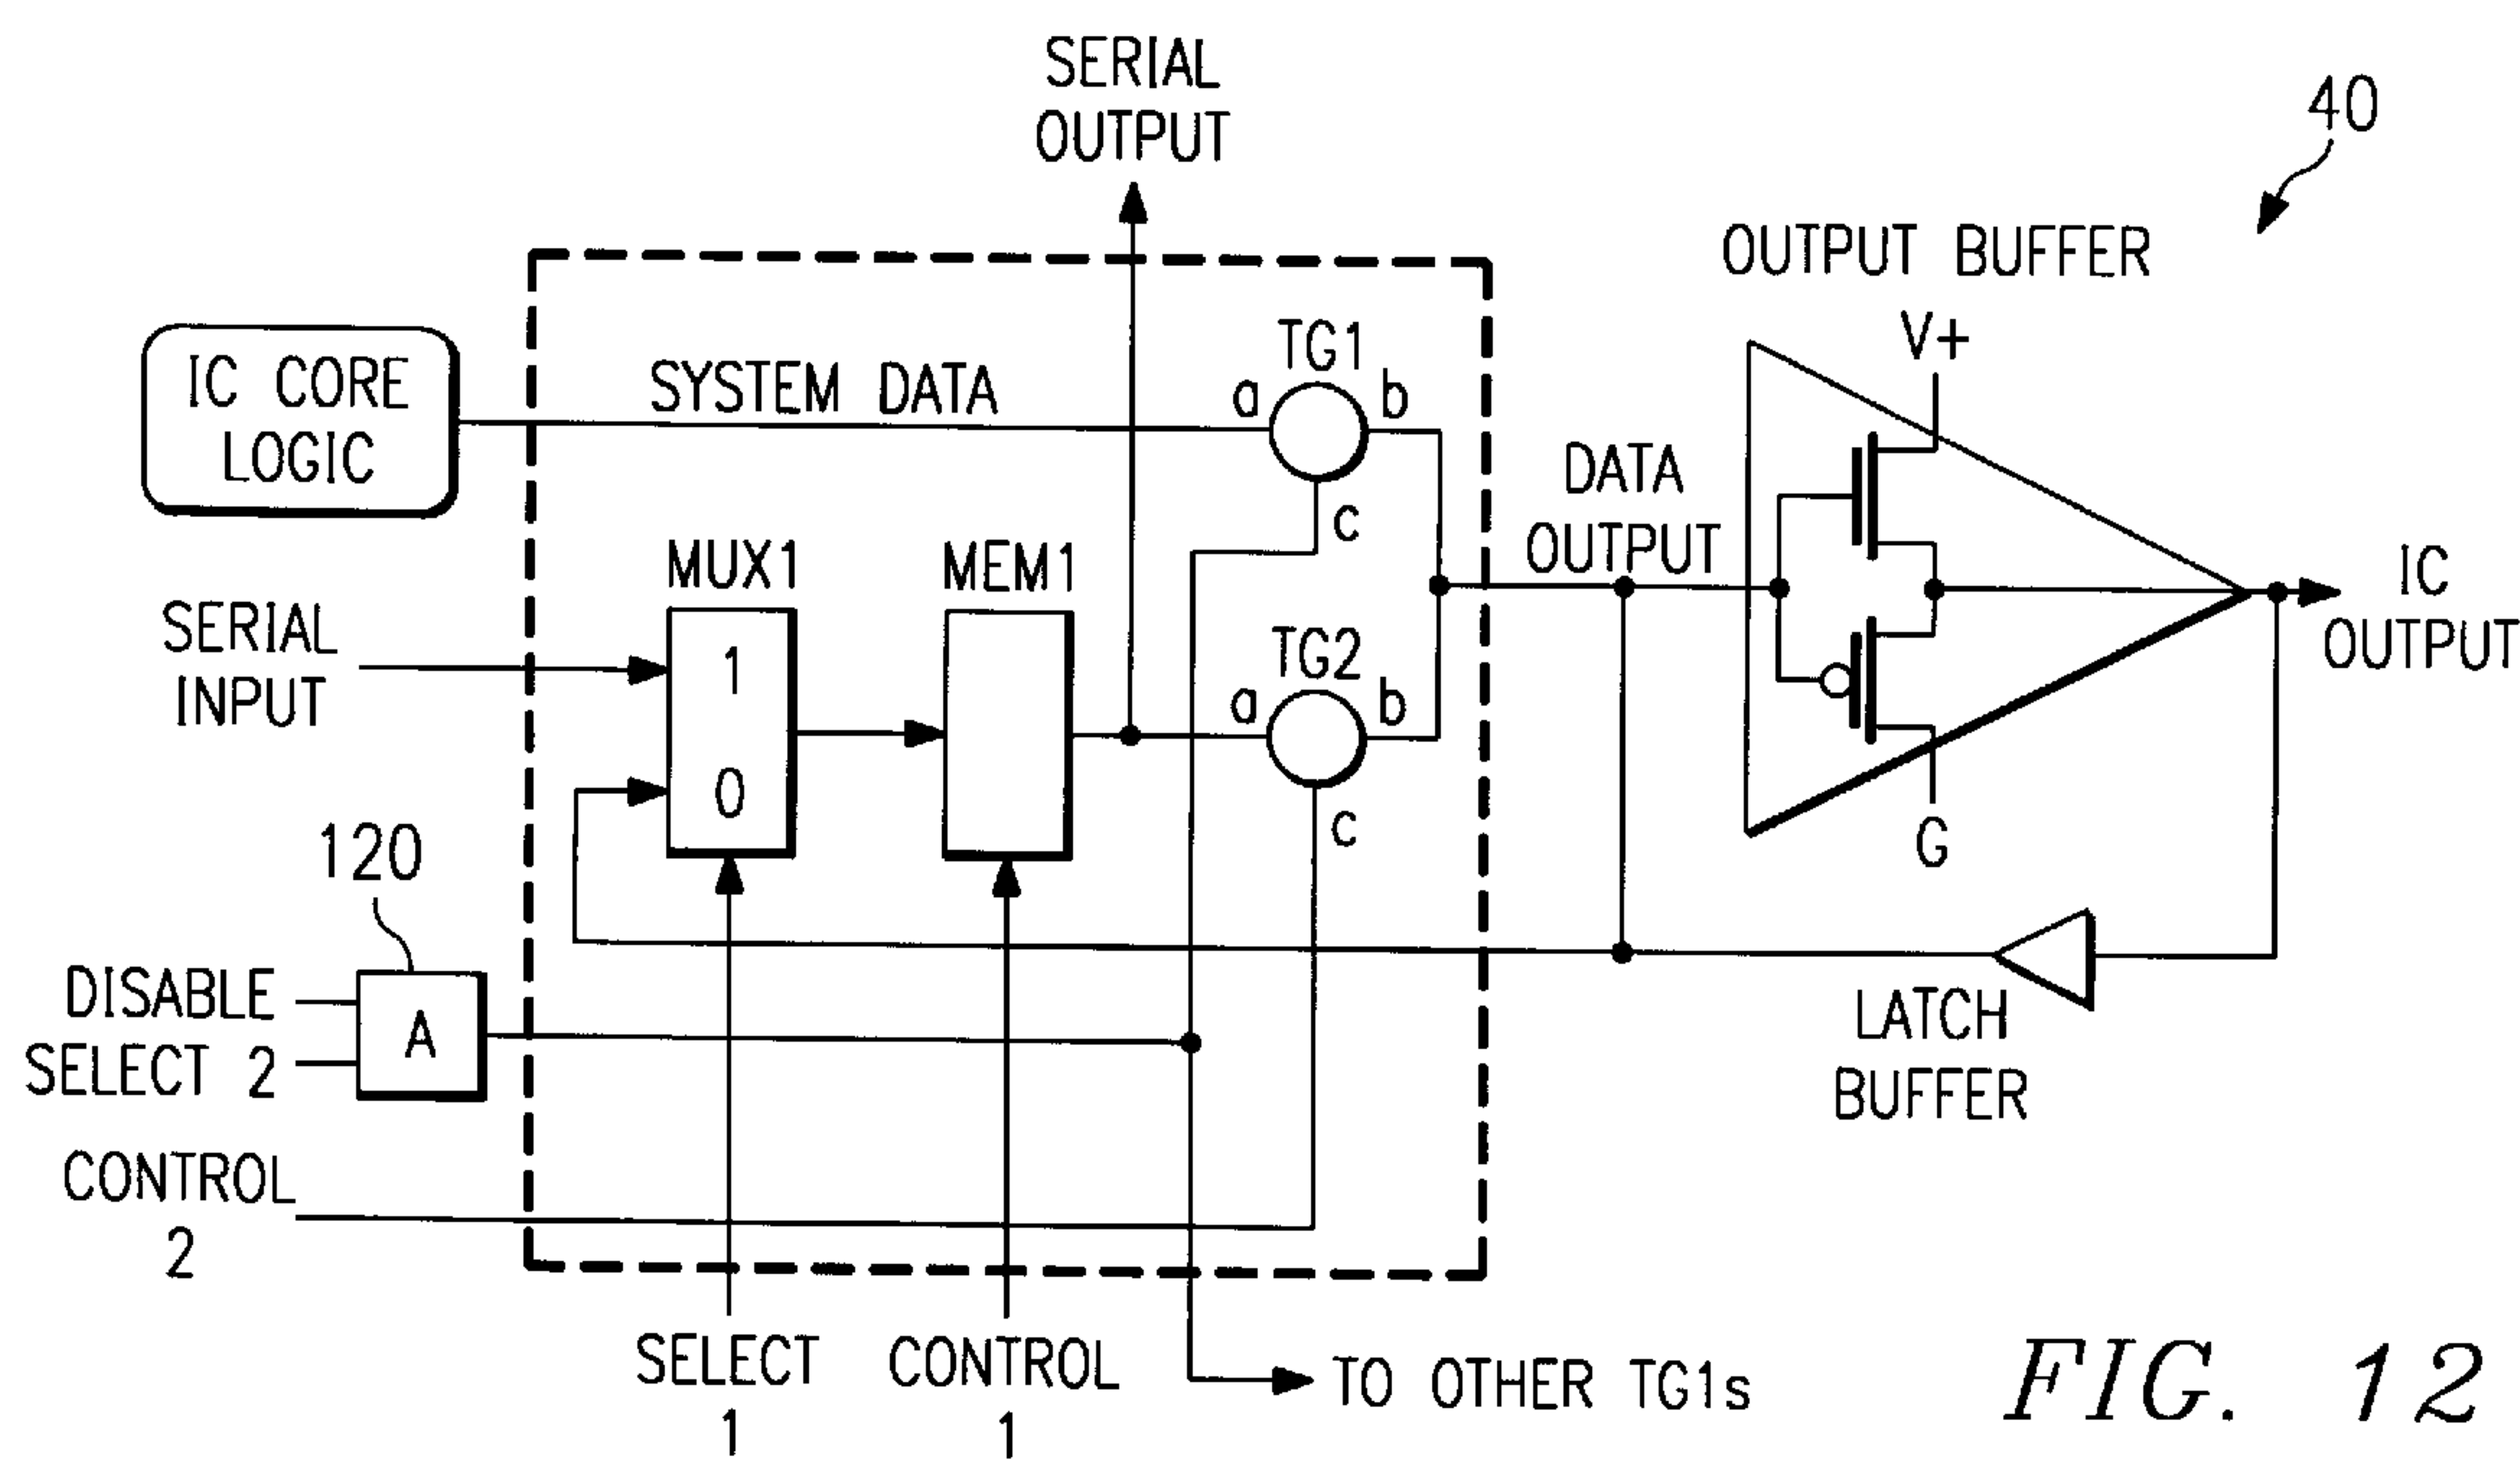 SERIAL
OUTPUT
40
OUTPUT BUFFER
V+
IC CORE
LOGIC
SYSTEM DATA
TG1
a
b
c
DATA
OUTPUT
IC
OUTPUT
MUX1
MEM1
SERIAL
INPUT
1
0
TG2
a
b
c
G
120
DISABLE
SELECT 2
A
LATCH
BUFFER
CONTROL
2
SELECT
1
CONTROL
1
TO OTHER TG1s
FIG. 12